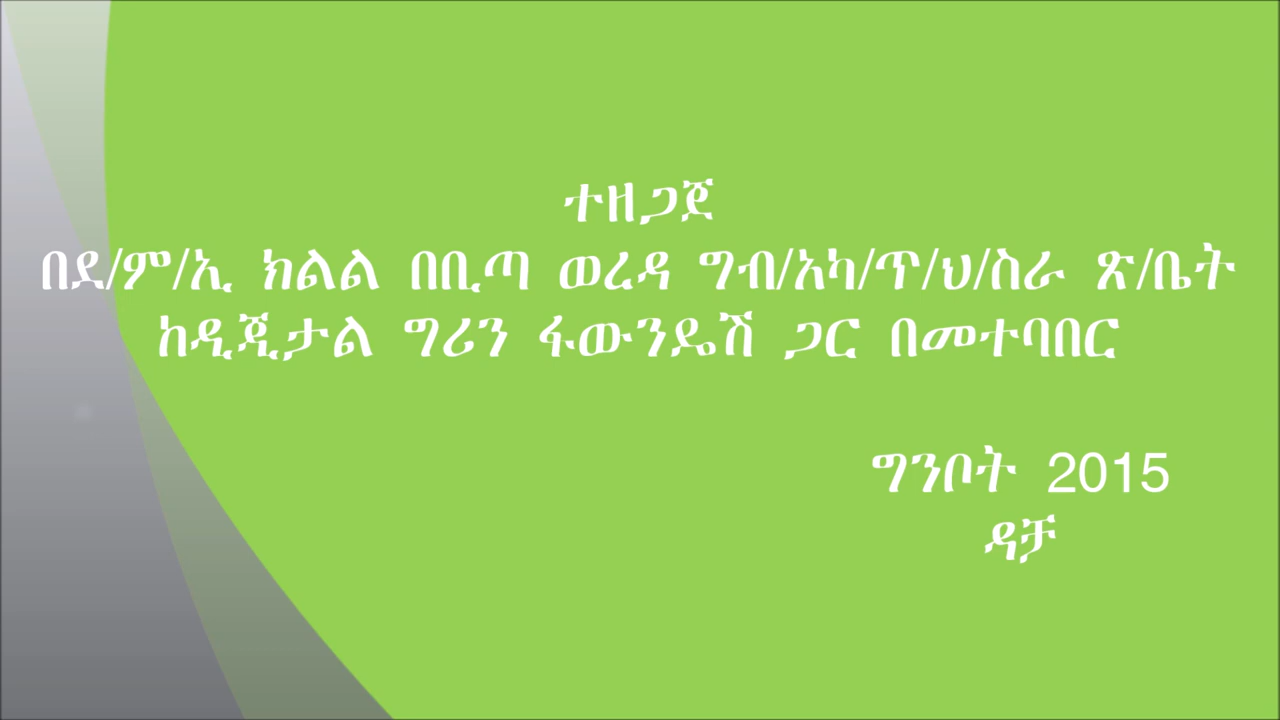 ተዘጋጀ
በደ/ም/ኢ ክልል በቢጣ ወረዳ ግብ/አካ/ጥ/ህ/ስራ ጽ/ቤት
ከዲጂታል ግሪን ፋውንዴሽ ጋር በመተባበር
ግንቦት 2015
ዳቻ